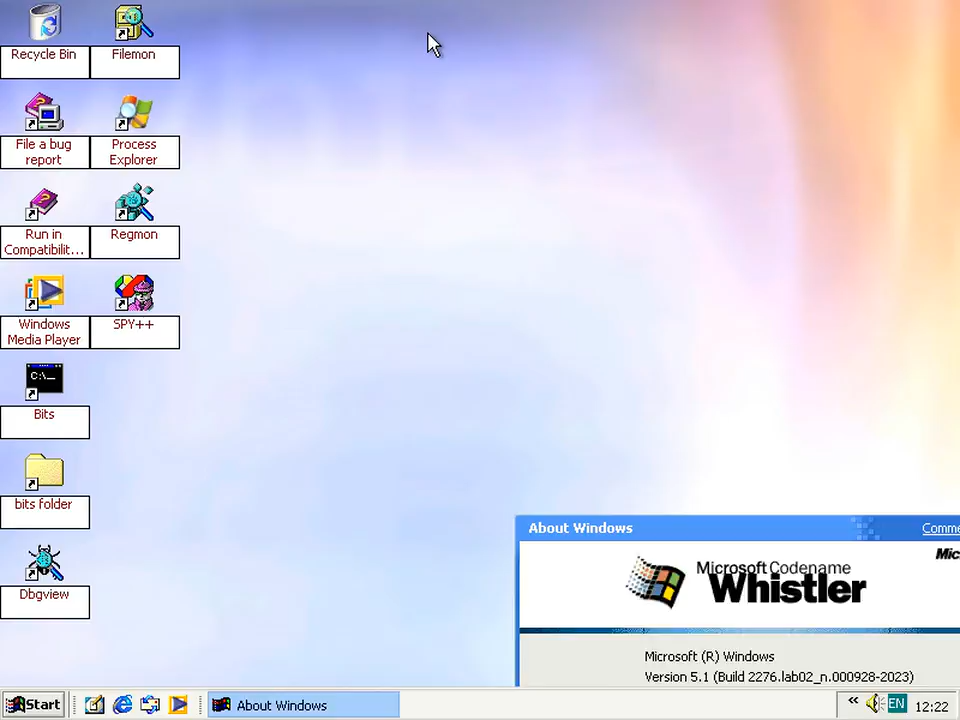 Recycle Bin
Filemon
File a bug
report
Process
Explorer
Run in
Compatibilit...
Regmon
Windows
Media Player
SPY++
C:\_
Bits
bits folder
Dbgview
About Windows
Microsoft Codename
Whistler
Microsoft (R) Windows
Version 5.1 (Build 2276.lab02_n.000928-2023)
Start
About Windows
EN
12:22